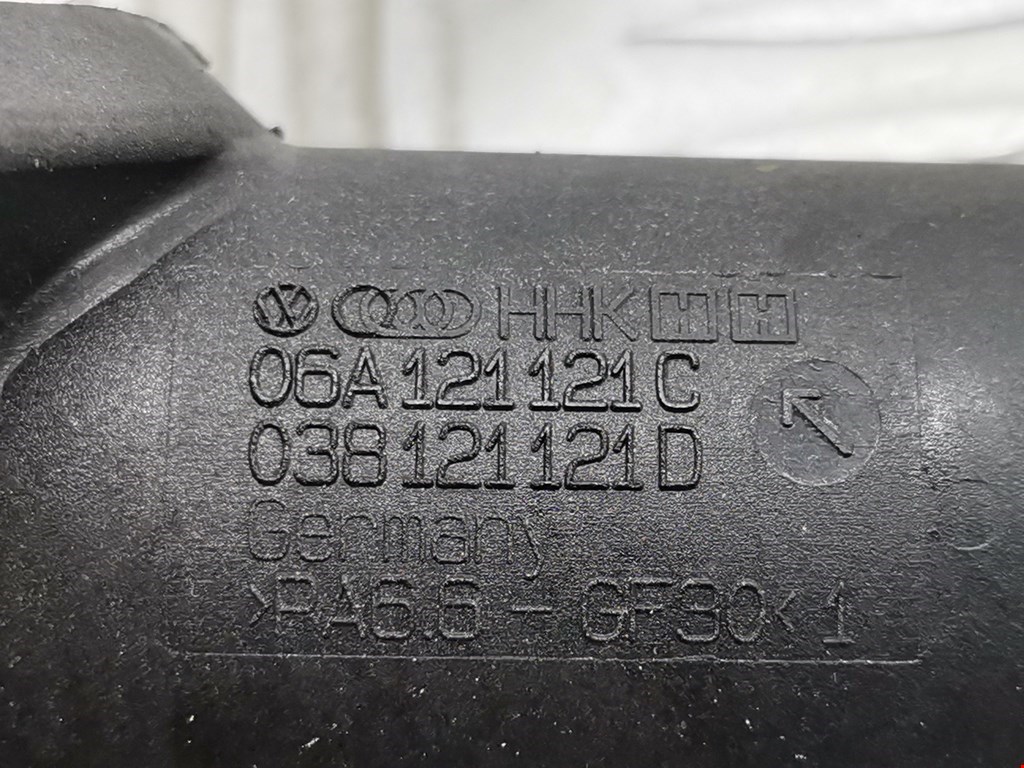 HHK
06A 121 121 C
038 121 121 D
Germany
>PA6.6 - GF30< 1